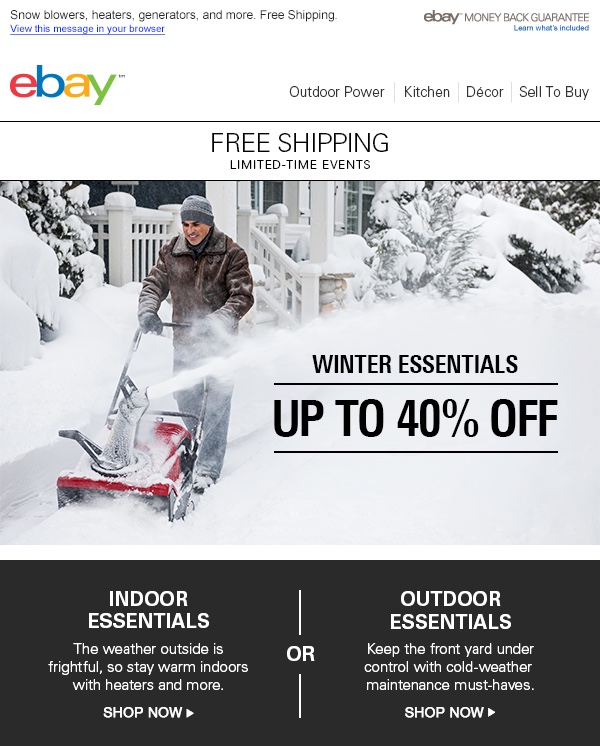 Snow blowers, heaters, generators, and more. Free Shipping.
View this message in your browser
ebay™ MONEY BACK GUARANTEE
Learn what's included
ebay™
Outdoor Power
Kitchen
Décor
Sell To Buy
FREE SHIPPING
LIMITED-TIME EVENTS
WINTER ESSENTIALS
UP TO 40% OFF
INDOOR
ESSENTIALS
The weather outside is
frightful, so stay warm indoors
with heaters and more.
SHOP NOW
OR
OUTDOOR
ESSENTIALS
Keep the front yard under
control with cold-weather
maintenance must-haves.
SHOP NOW